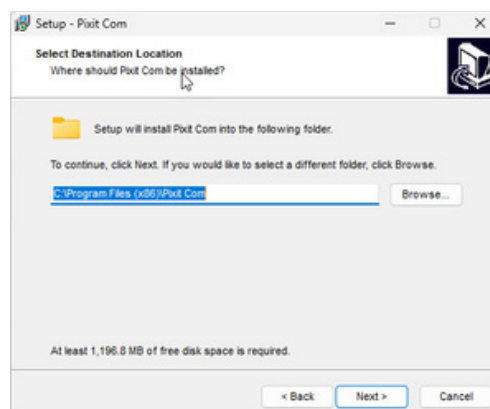 Setup - Pixit Com
Select Destination Location
Where should Pixit Com be installed?
Setup will install Pixit Com into the following folder.
To continue, click Next. If you would like to select a different folder, click Browse.
C:\Program Files (x86)\Pixit Com
Browse...
At least 1,196.8 MB of free disk space is required.
< Back
Next >
Cancel